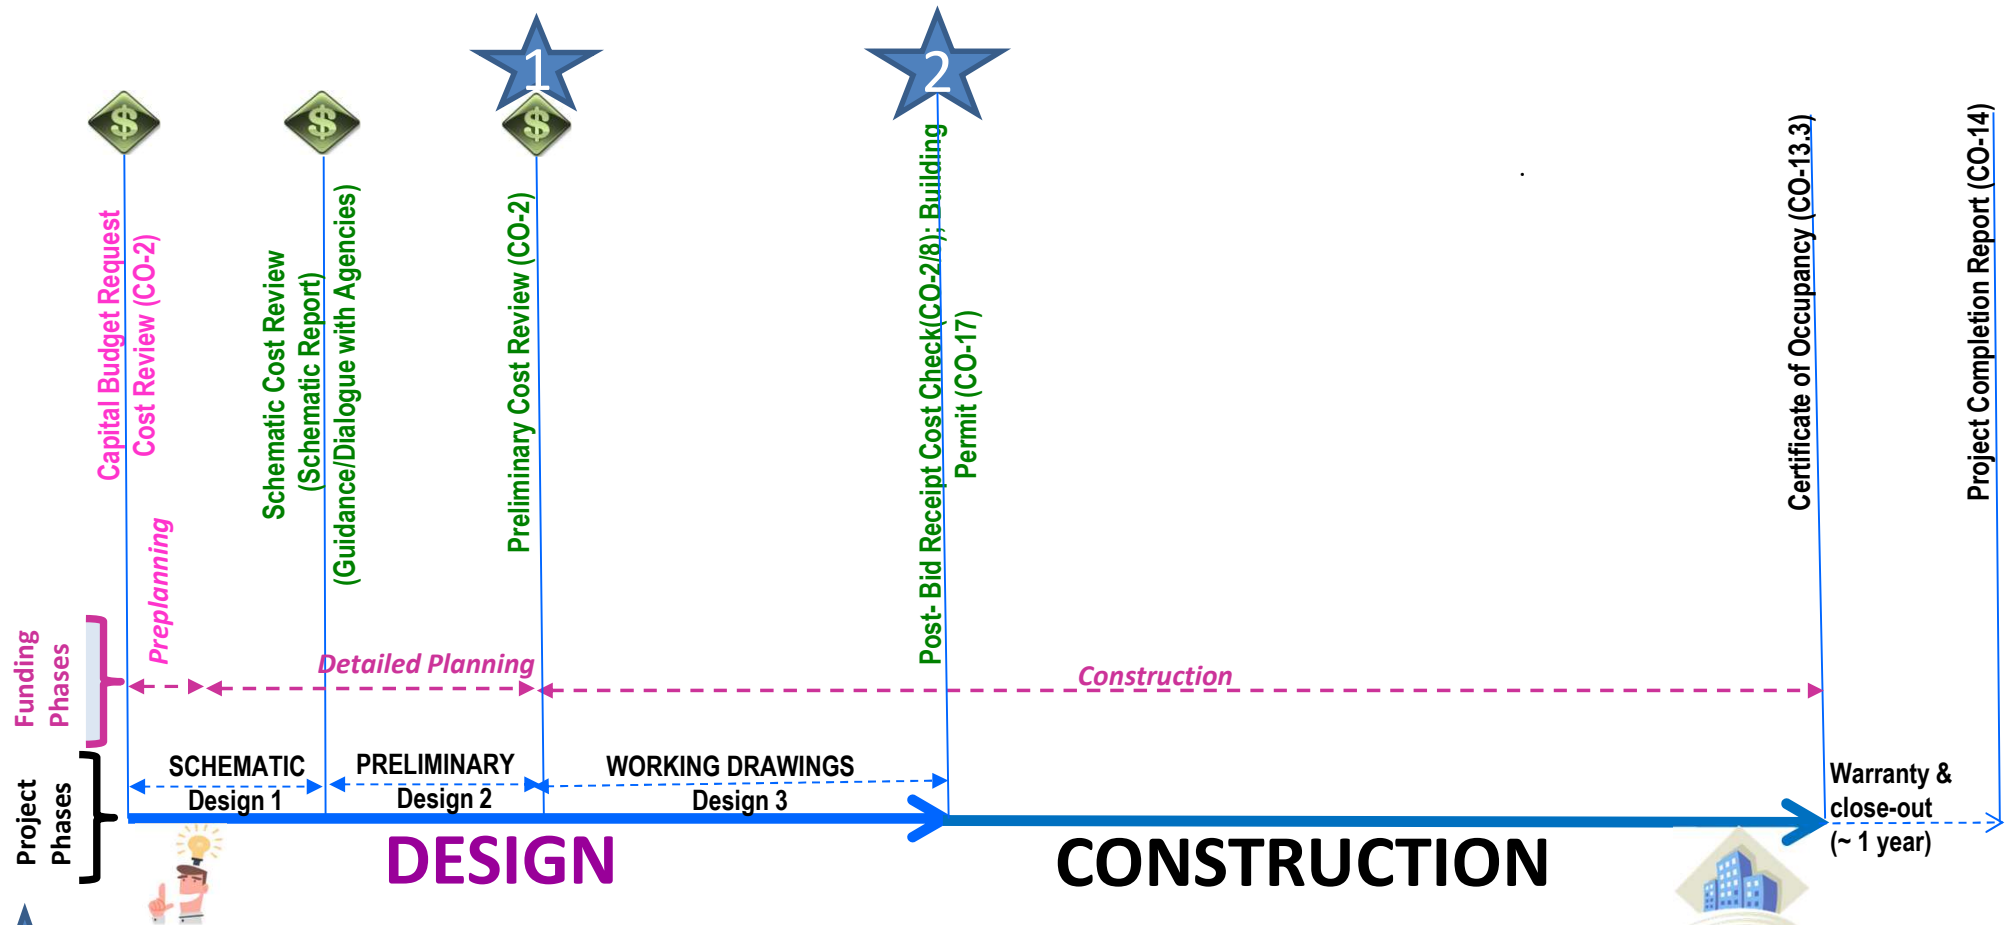 1
2
$
$
$
Capital Budget Request
Cost Review (CO-2)
Schematic Cost Review
(Schematic Report)
(Guidance/Dialogue with Agencies)
Preliminary Cost Review (CO-2)
Post- Bid Receipt Cost Check(CO-2/8); Building
Permit (CO-17)
Certificate of Occupancy (CO-13.3)
Project Completion Report (CO-14)
Funding
Phases
Preplanning
Detailed Planning
Construction
Project
Phases
SCHEMATIC
Design 1
PRELIMINARY
Design 2
WORKING DRAWINGS
Design 3
Warranty &
close-out
(~ 1 year)
DESIGN
CONSTRUCTION